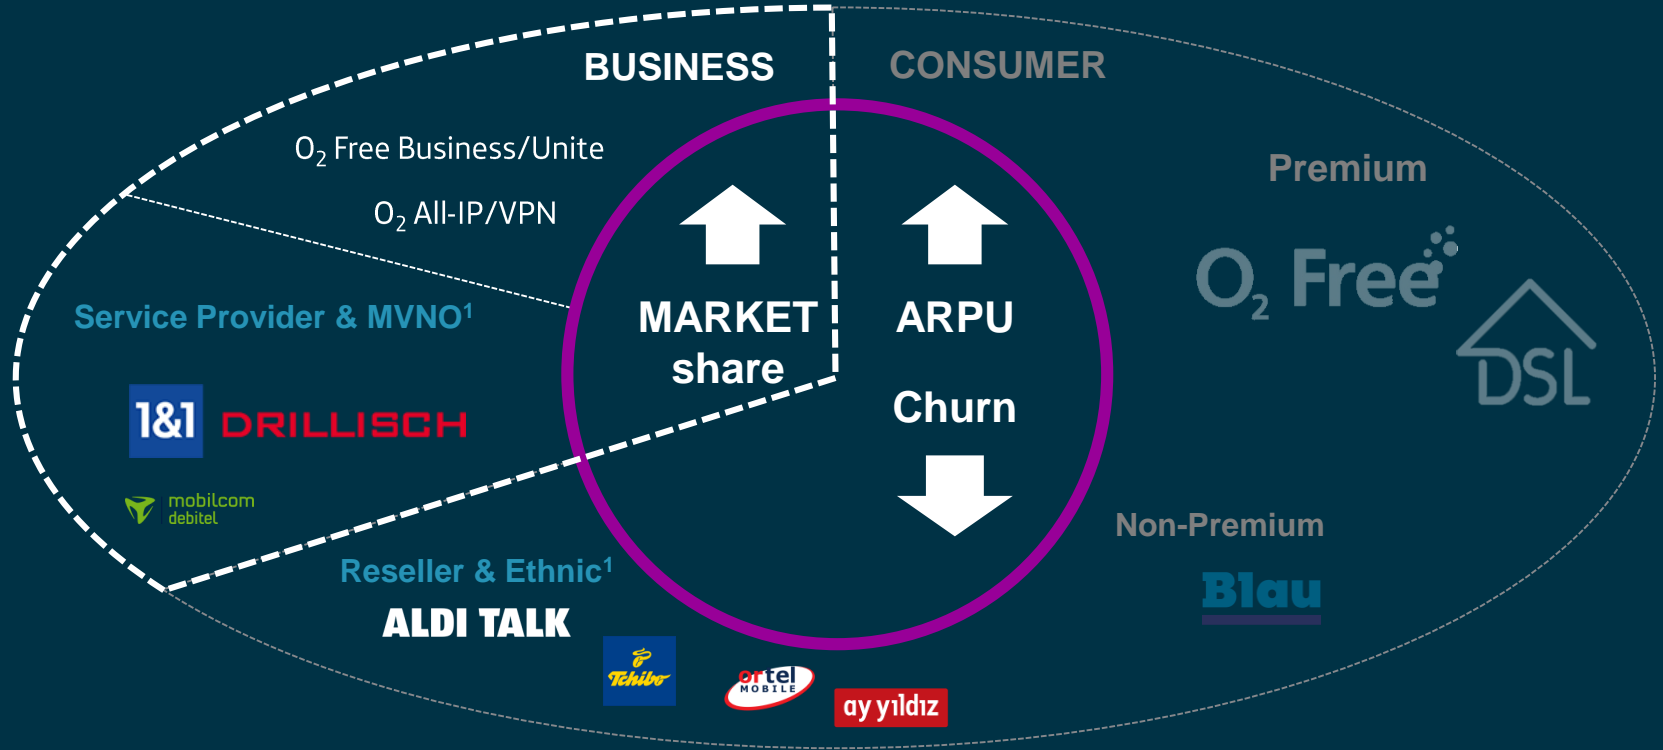 BUSINESS
CONSUMER
O₂ Free Business/Unite
O₂ All-IP/VPN
Premium
O₂ Free
DSL
Service Provider & MVNO¹
MARKET
share
ARPU
Churn
1&1 DRILLISCH
mobilcom
debitel
Non-Premium
Blau
Reseller & Ethnic¹
ALDI TALK
Tchibo
ortel
MOBILE
ay yıldız